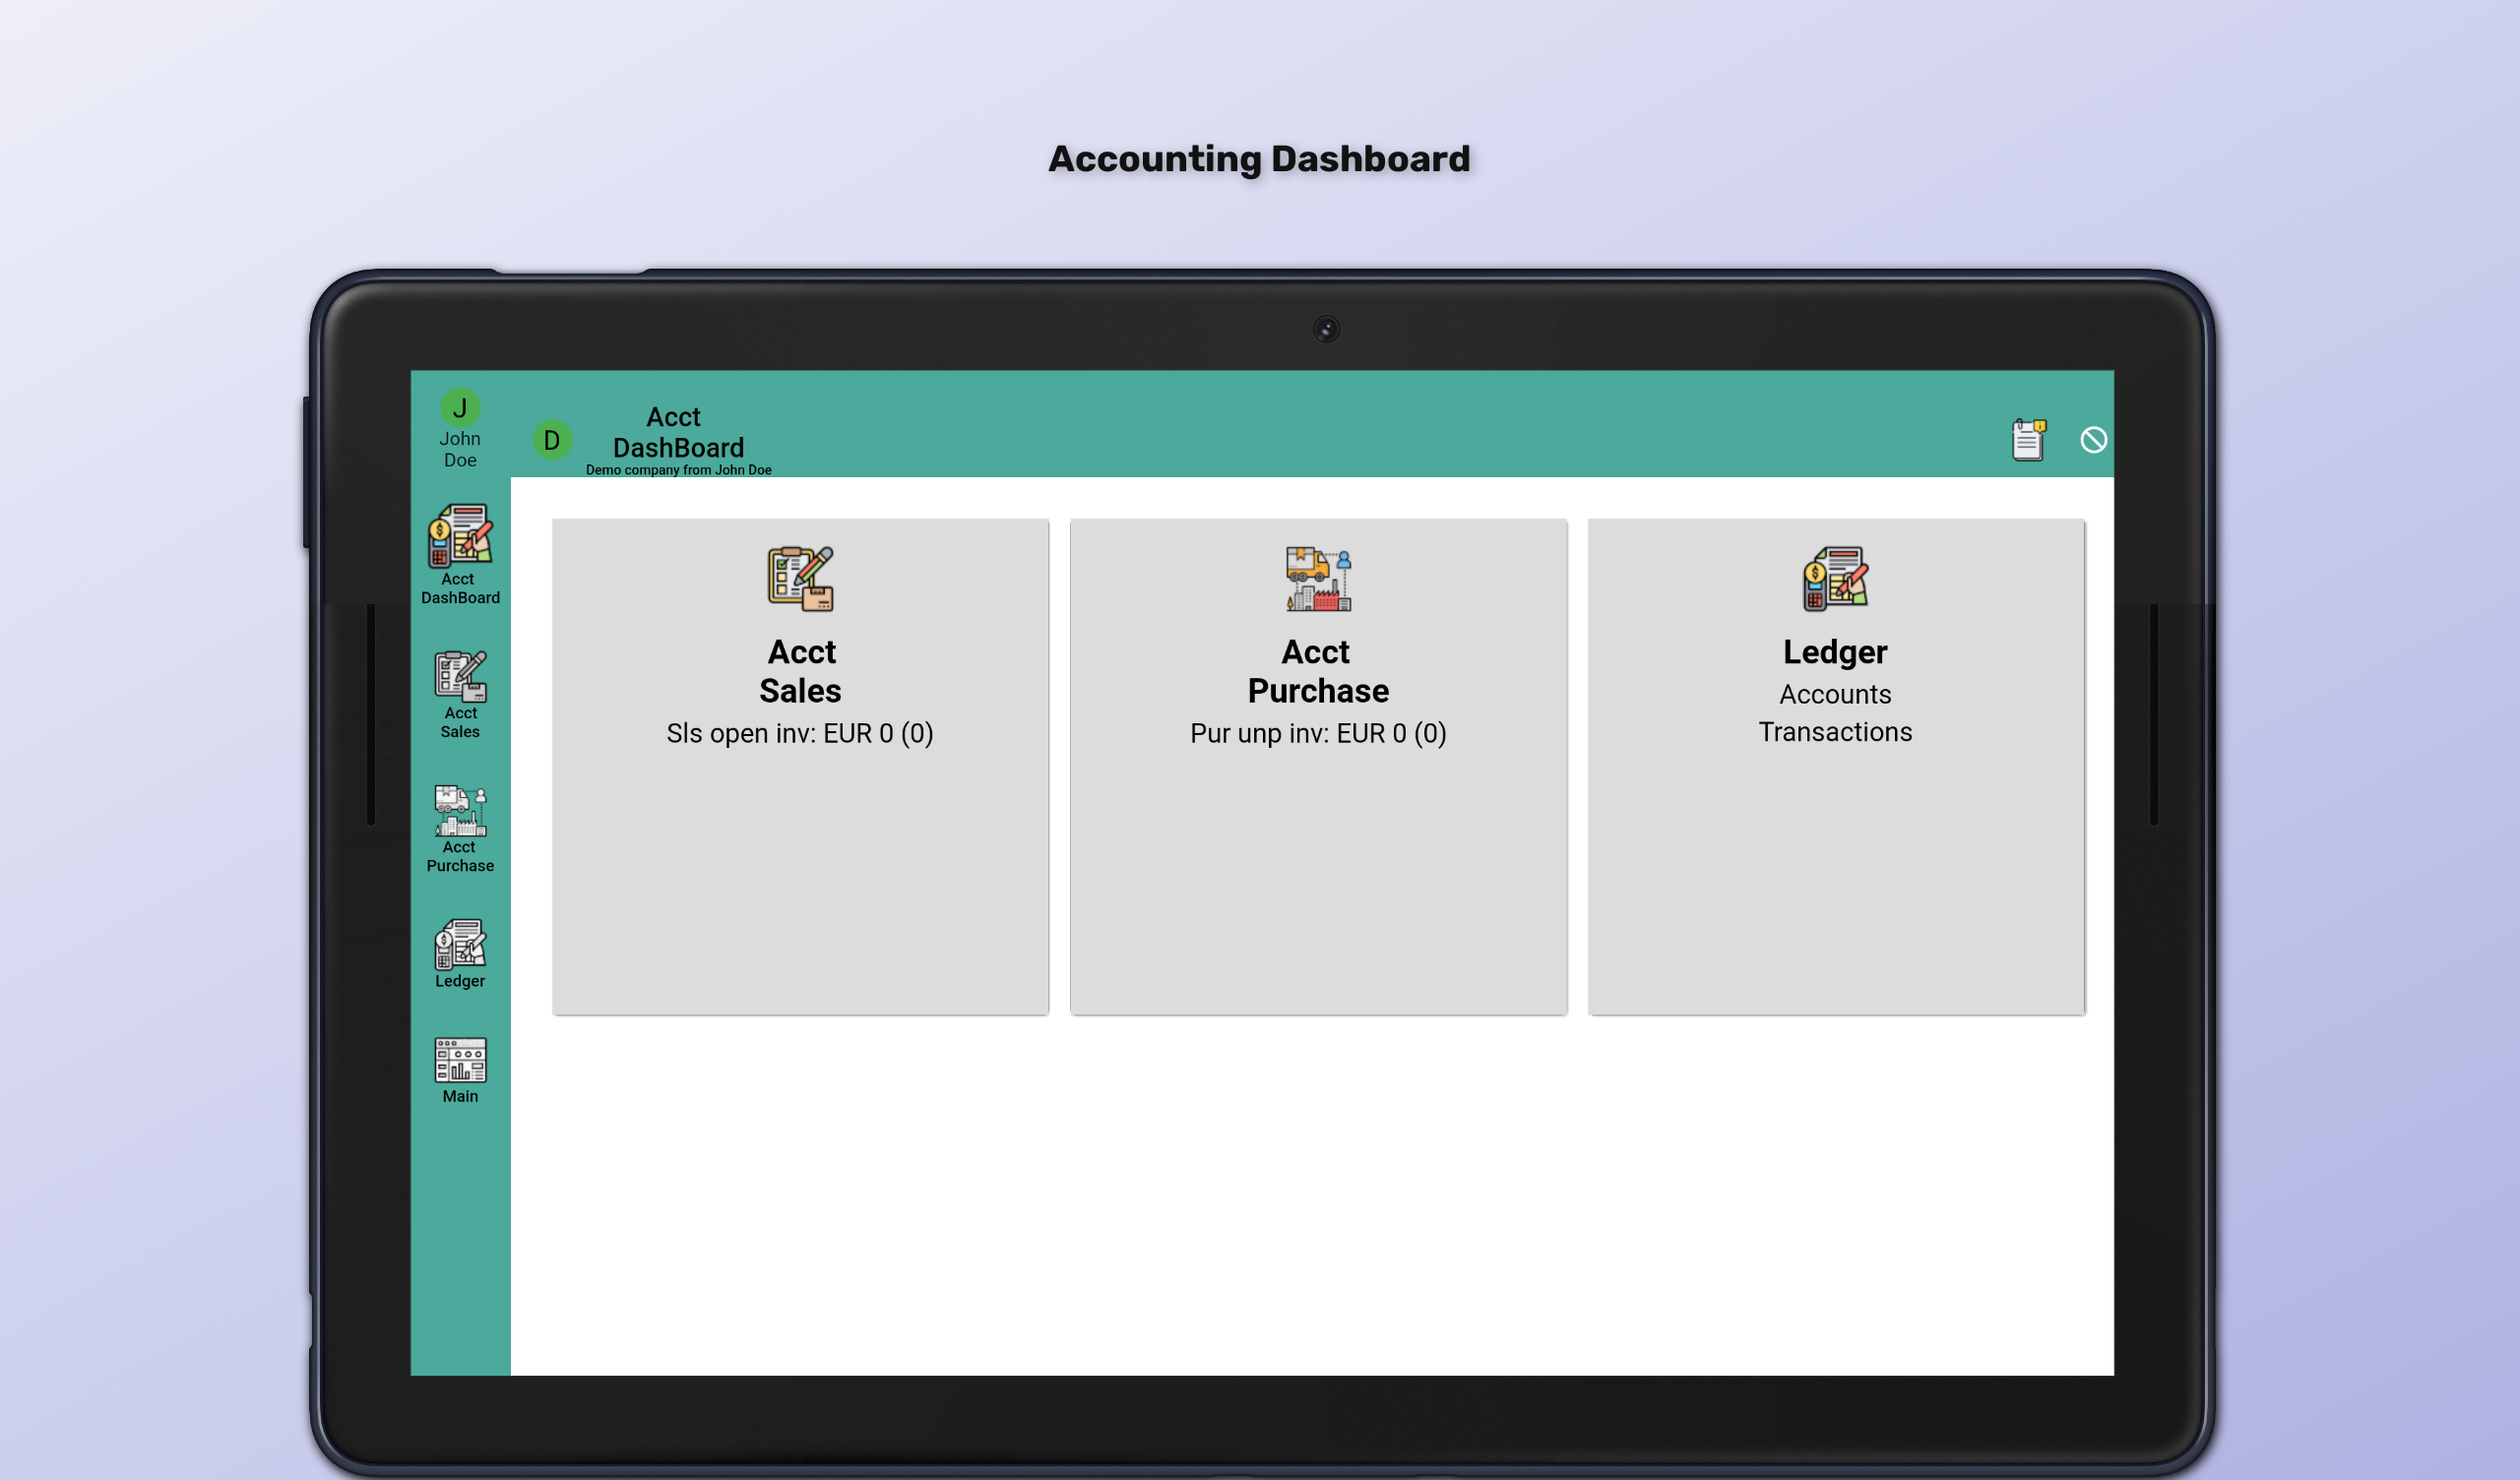 Accounting Dashboard
J
John
Doe
D
Acct
DashBoard
Demo company from John Doe
Acct
DashBoard
Acct
Sales
Acct
Purchase
Ledger
Main
Acct
Sales
Sls open inv: EUR 0 (0)
Acct
Purchase
Pur unp inv: EUR 0 (0)
Ledger
Accounts
Transactions